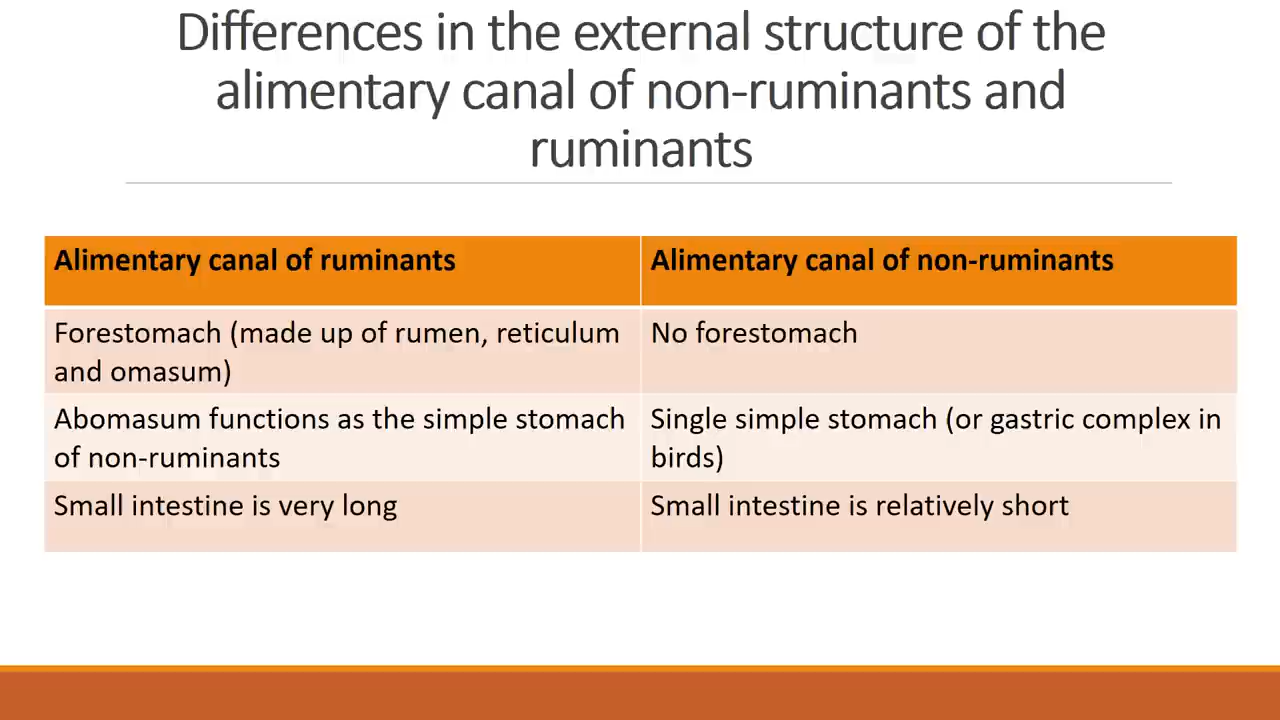 Differences in the external structure of the
alimentary canal of non-ruminants and
ruminants
Alimentary canal of ruminants
Alimentary canal of non-ruminants
Forestomach (made up of rumen, reticulum
and omasum)
No forestomach
Abomasum functions as the simple stomach
of non-ruminants
Single simple stomach (or gastric complex in
birds)
Small intestine is very long
Small intestine is relatively short